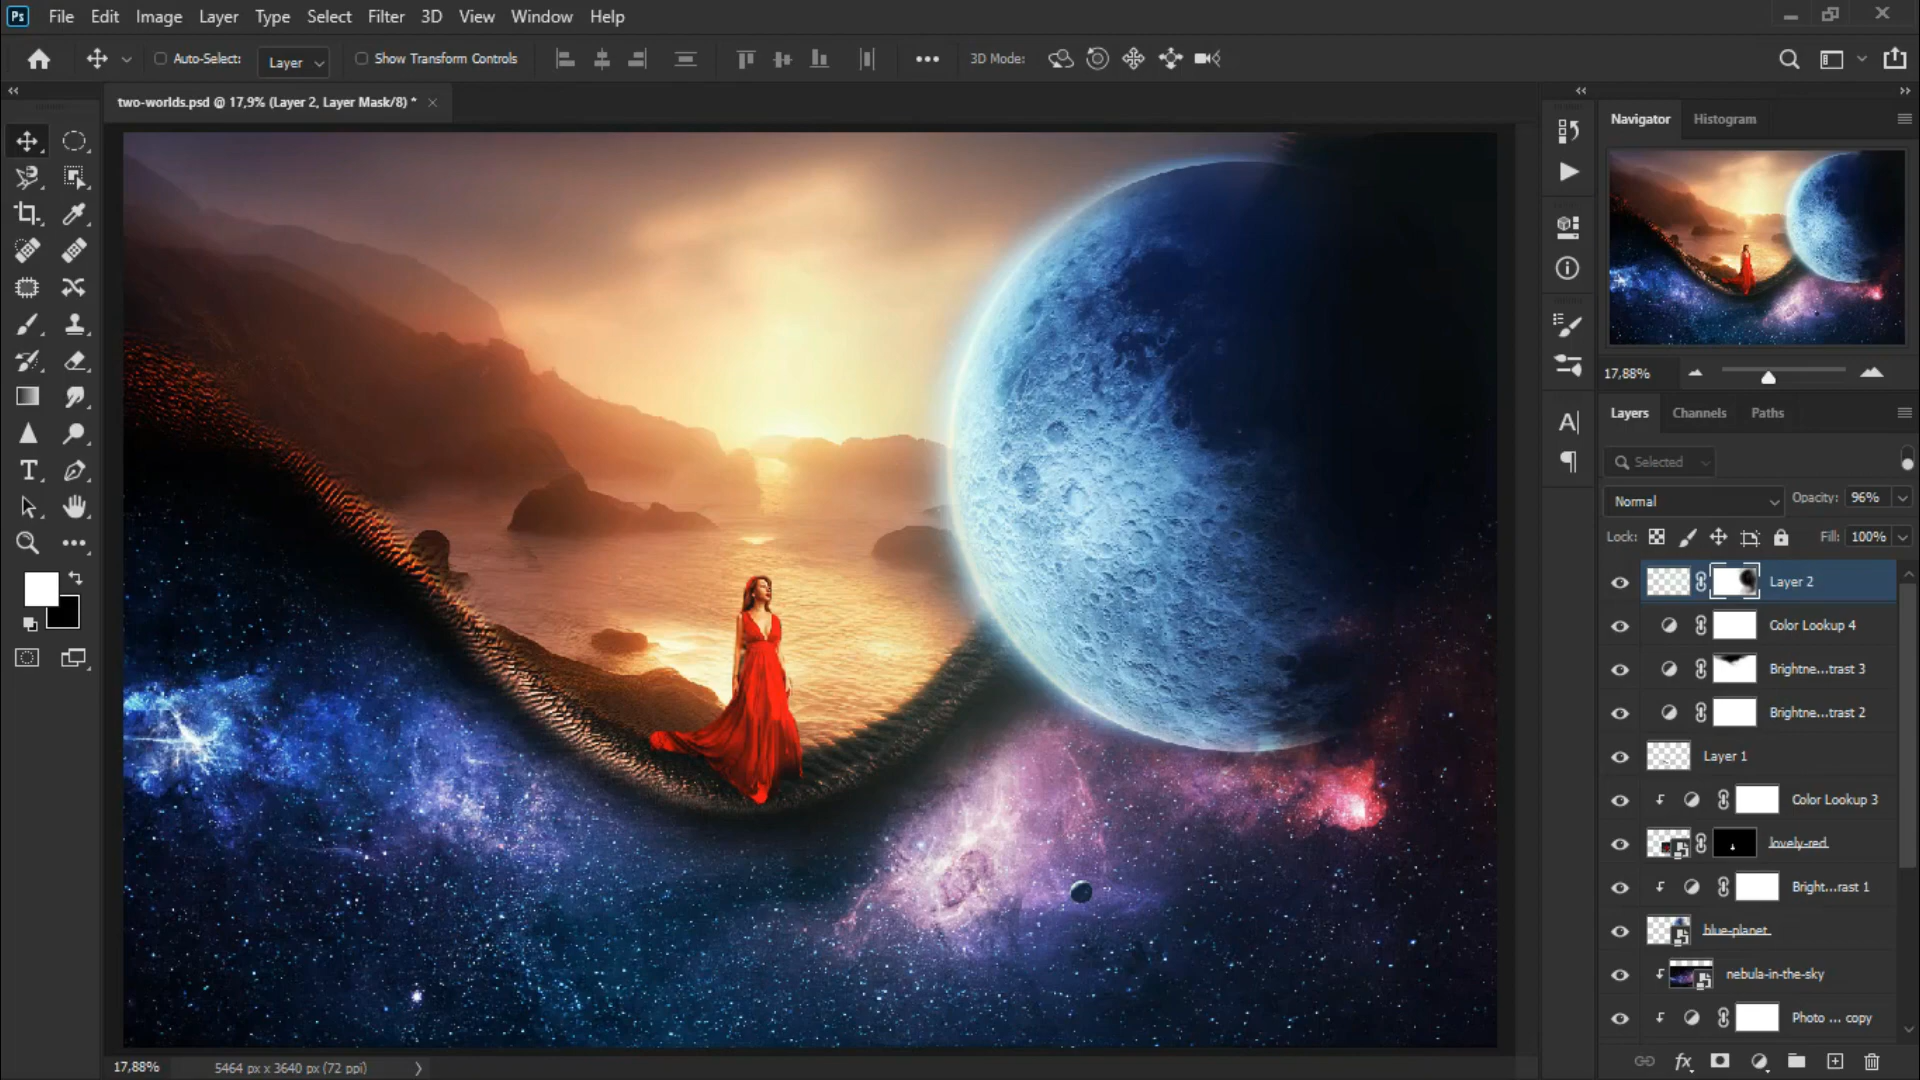 Ps File Edit Image Layer Type Select Filter 3D View Window Help
Auto-Select: Layer Show Transform Controls 3D Mode:
two-worlds.psd @ 17,9% (Layer 2, Layer Mask/8) *
Navigator Histogram
17,88%
Layers Channels Paths
Selected
Normal Opacity: 96%
Lock: Fill: 100%
Layer 2
Color Lookup 4
Brightne...trast 3
Brightne...trast 2
Layer 1
Color Lookup 3
lovely-red
Bright...rast 1
blue-planet
nebula-in-the-sky
Photo ... copy
17,88% 5464 px x 3640 px (72 ppi)